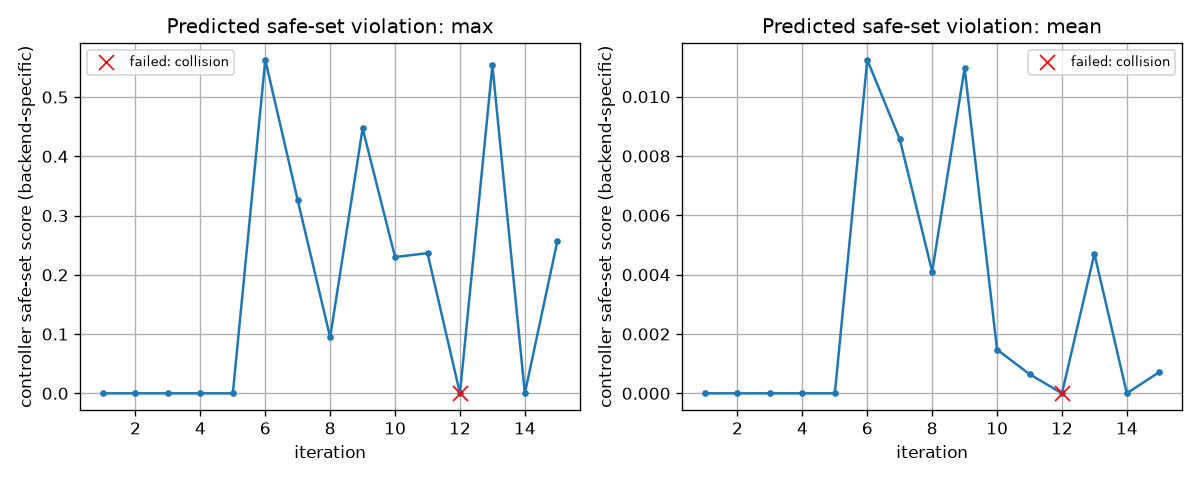 Predicted safe-set violation: max
controller safe-set score (backend-specific)
failed: collision
0.5
0.4
0.3
0.2
0.1
0.0
2 4 6 8 10 12 14
iteration
Predicted safe-set violation: mean
controller safe-set score (backend-specific)
failed: collision
0.010
0.008
0.006
0.004
0.002
0.000
2 4 6 8 10 12 14
iteration